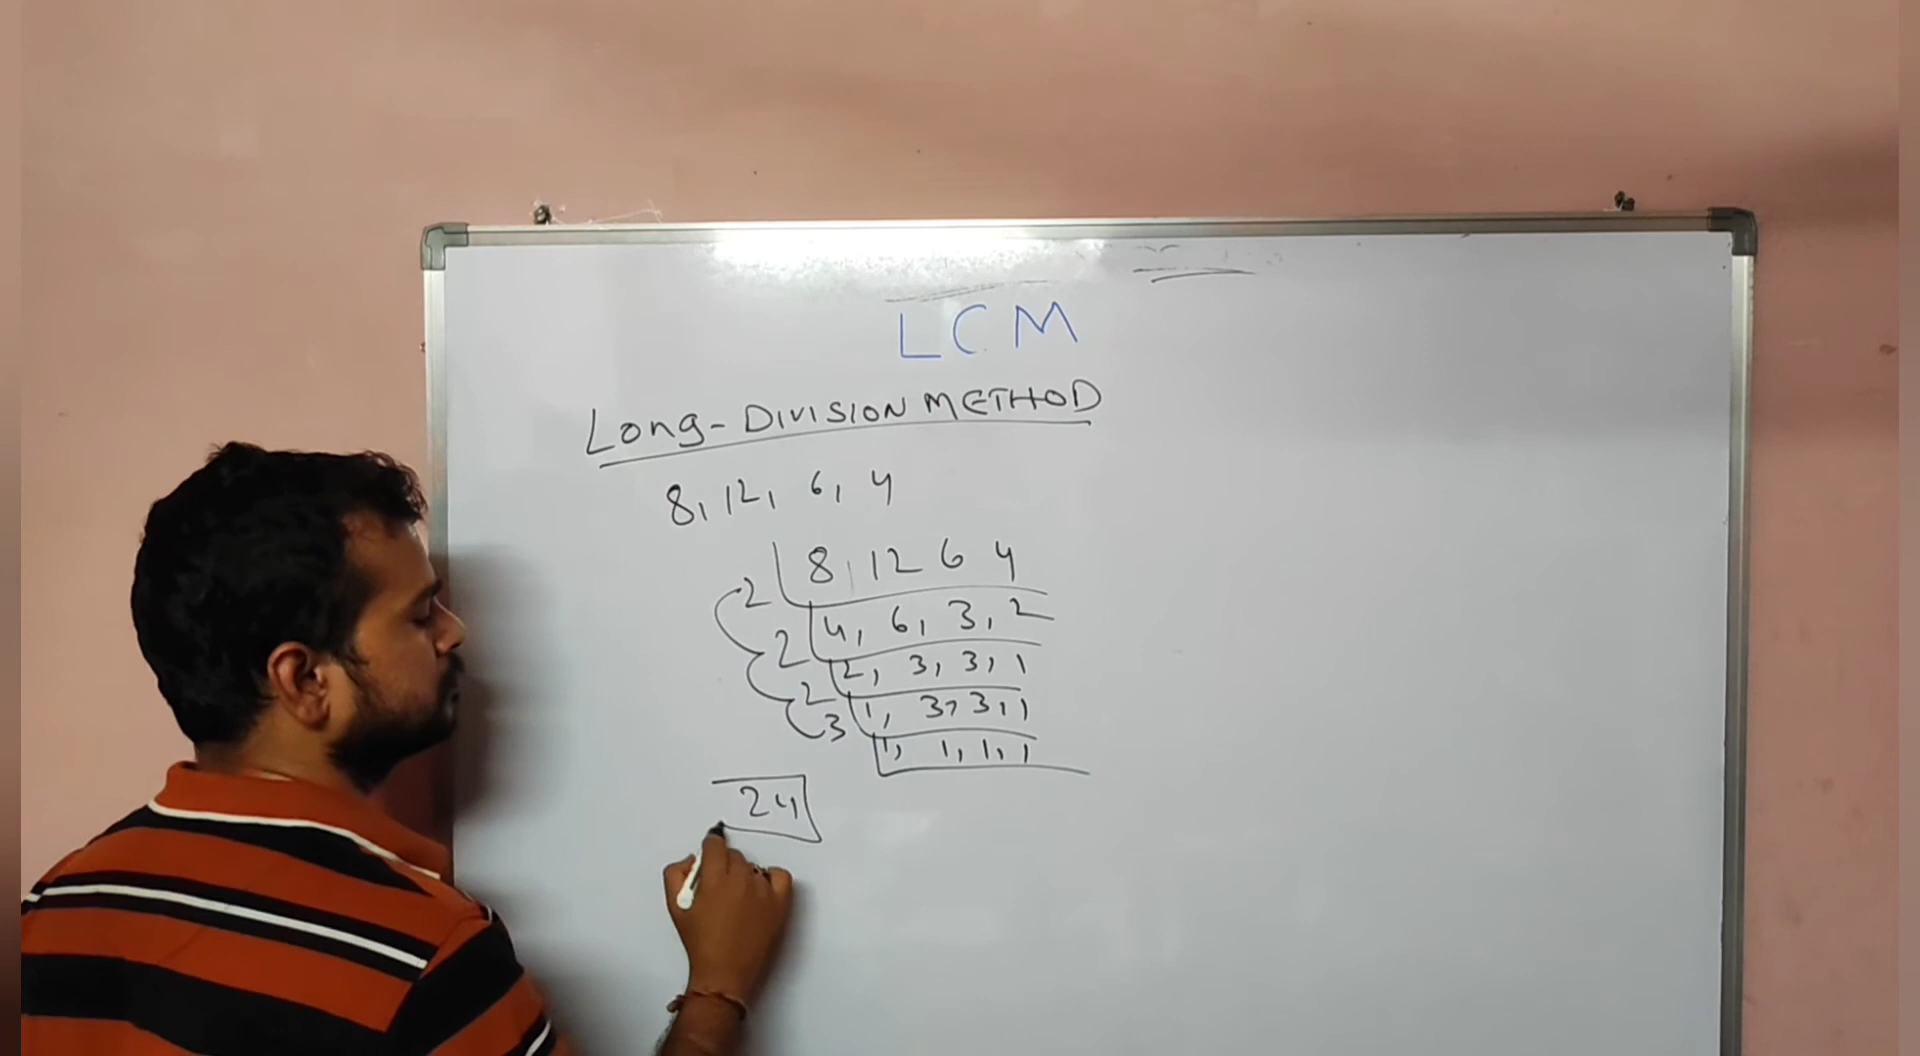 LCM
Long-DIVISION METHOD
8, 12, 6, 4
2 8, 12 6 4
2 4, 6, 3, 2
2 2, 3, 3, 1
3 1, 3, 3, 1
1, 1, 1, 1
24